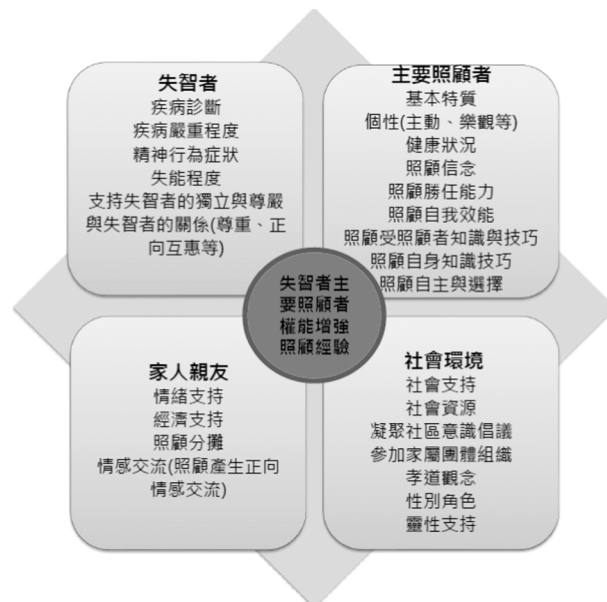 失智者
疾病診斷
疾病嚴重程度
精神行為症狀
失能程度
支持失智者的獨立與尊嚴
與失智者的關係(尊重、正
向互惠等)
主要照顧者
基本特質
個性(主動、樂觀等)
健康狀況
照顧信念
照顧勝任能力
照顧自我效能
照顧受照顧者知識與技巧
照顧自身知識技巧
照顧自主與選擇
失智者主
要照顧者
權能增強
照顧經驗
家人親友
情緒支持
經濟支持
照顧分攤
情感交流(照顧產生正向
情感交流)
社會環境
社會支持
社會資源
凝聚社區意識倡議
參加家屬團體組織
孝道觀念
性別角色
靈性支持